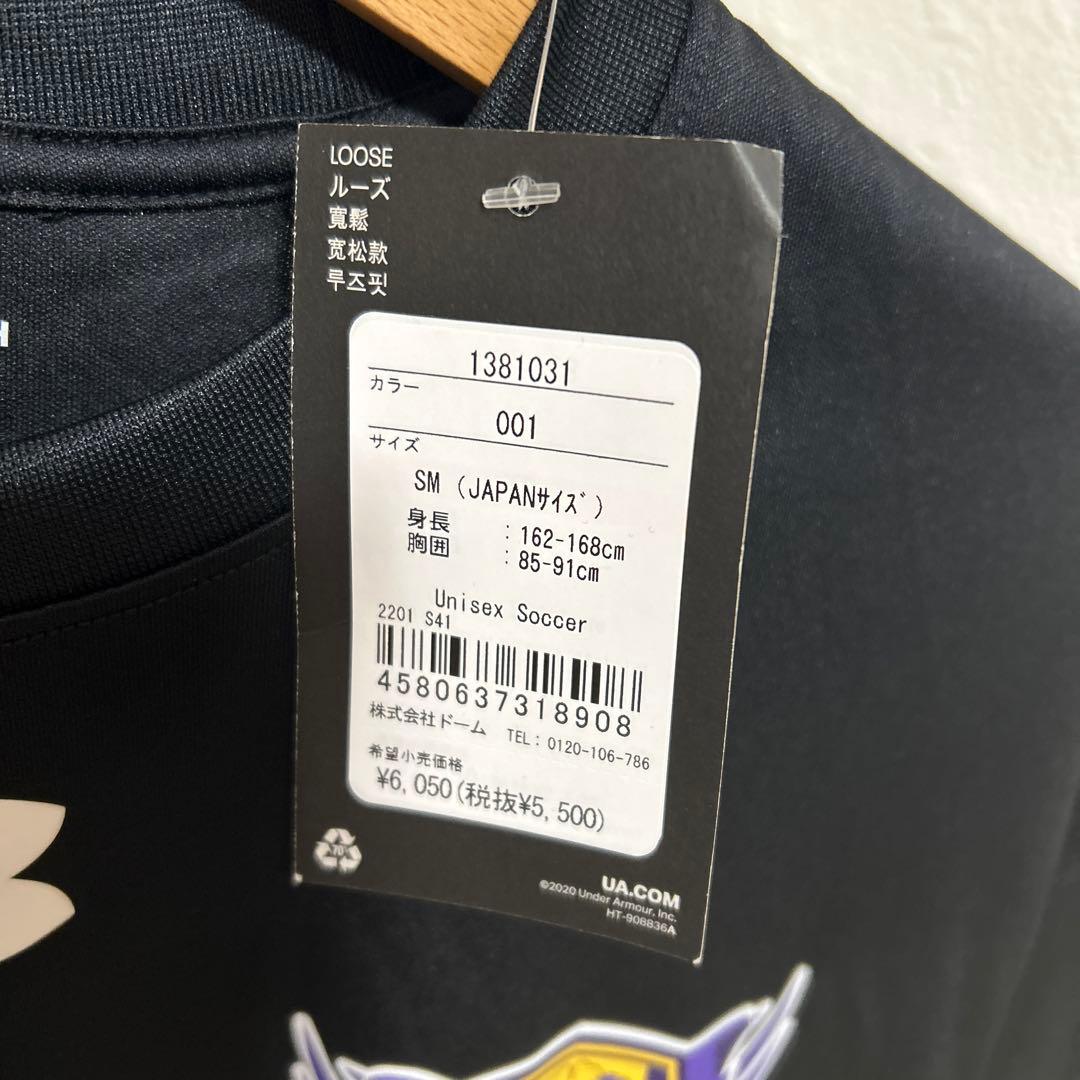 LOOSE
ルーズ
寬鬆
宽松款
루즈핏
1381031
カラー
001
サイズ
SM (JAPANｻｲｽﾞ)
身長 : 162-168cm
胸囲 : 85-91cm
Unisex Soccer
2201 S41
4580637318908
株式会社ドーム TEL: 0120-106-786
希望小売価格
¥6,050(税抜¥5,500)
70
UA.COM
©2020 Under Armour, Inc.
HT-908836A
H